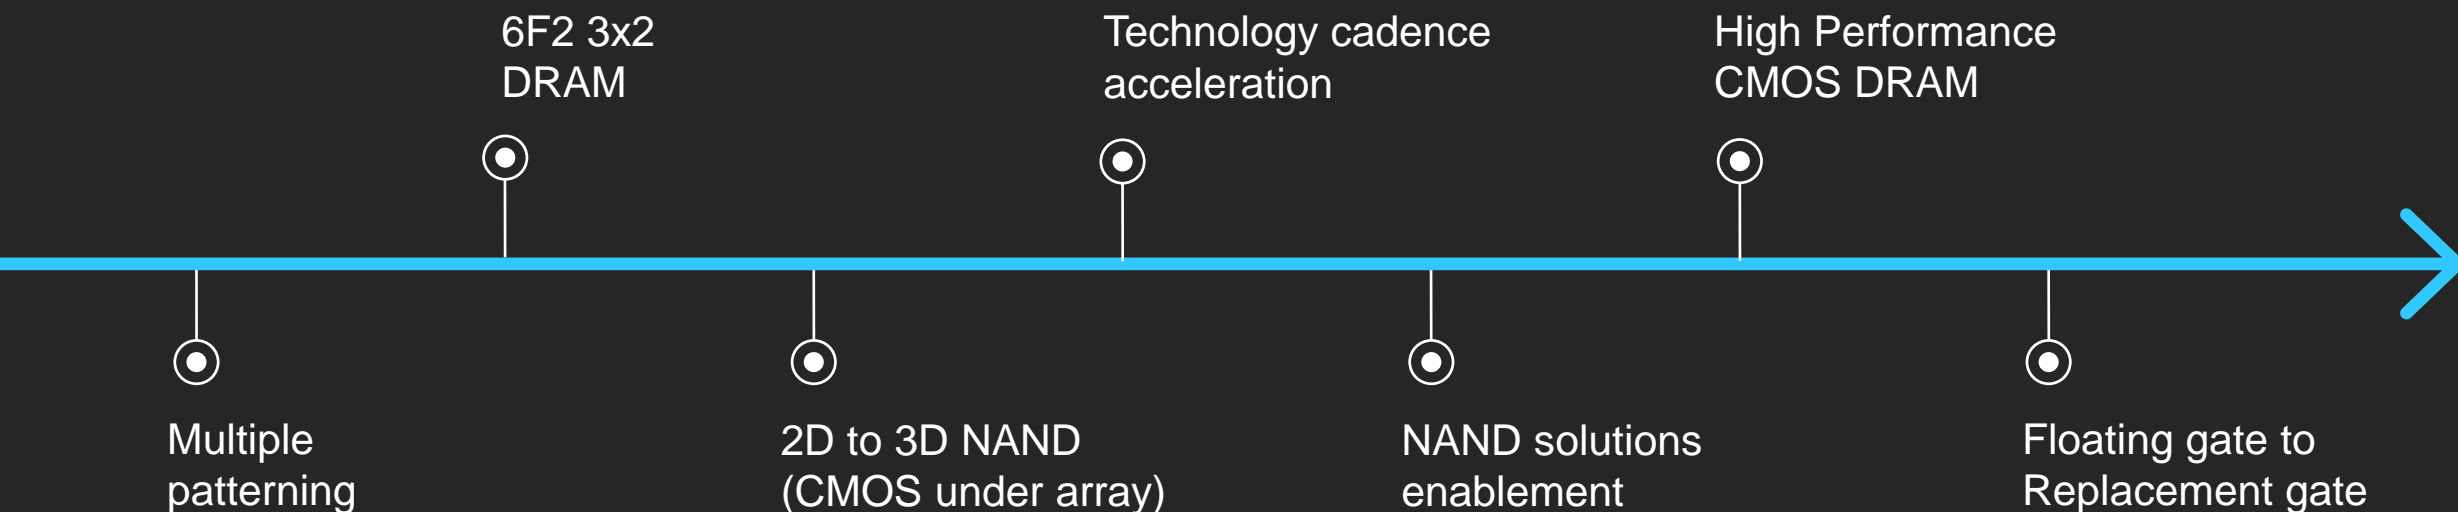 6F2 3x2
DRAM
Technology cadence
acceleration
High Performance
CMOS DRAM
Multiple
patterning
2D to 3D NAND
(CMOS under array)
NAND solutions
enablement
Floating gate to
Replacement gate